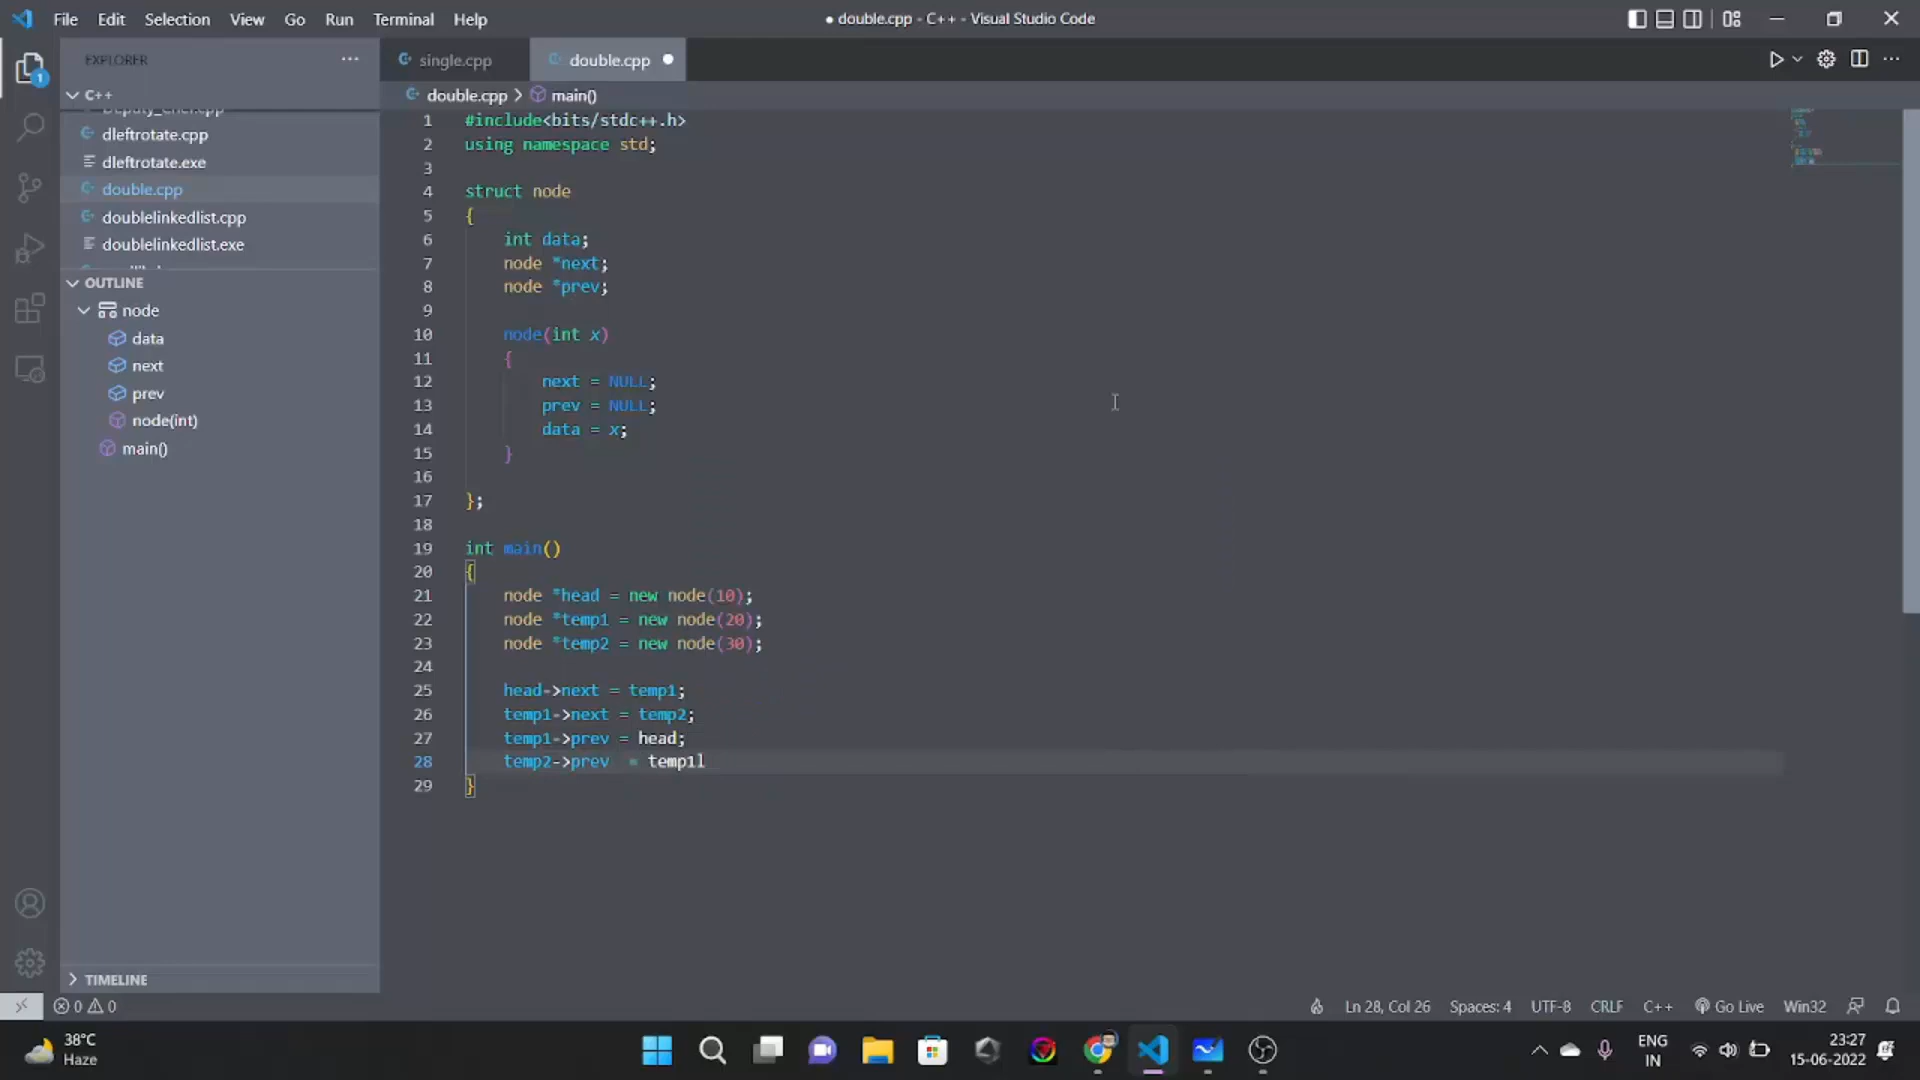 File Edit Selection View Go Run Terminal Help
● double.cpp - C++ - Visual Studio Code
EXPLORER
C++
Deputy_Chef.cpp
dleftrotate.cpp
dleftrotate.exe
double.cpp
doublelinkedlist.cpp
doublelinkedlist.exe
OUTLINE
node
data
next
prev
node(int)
main()
TIMELINE
single.cpp double.cpp
double.cpp > main()
1 #include<bits/stdc++.h>
2 using namespace std;
3
4 struct node
5 {
6 int data;
7 node *next;
8 node *prev;
9
10 node(int x)
11 {
12 next = NULL;
13 prev = NULL;
14 data = x;
15 }
16
17 };
18
19 int main()
20 {
21 node *head = new node(10);
22 node *temp1 = new node(20);
23 node *temp2 = new node(30);
24
25 head->next = temp1;
26 temp1->next = temp2;
27 temp1->prev = head;
28 temp2->prev  = temp1l
29 }
0 0
Ln 28, Col 26 Spaces: 4 UTF-8 CRLF C++ Go Live Win32
38°C
Haze
ENG
IN
23:27
15-06-2022
1